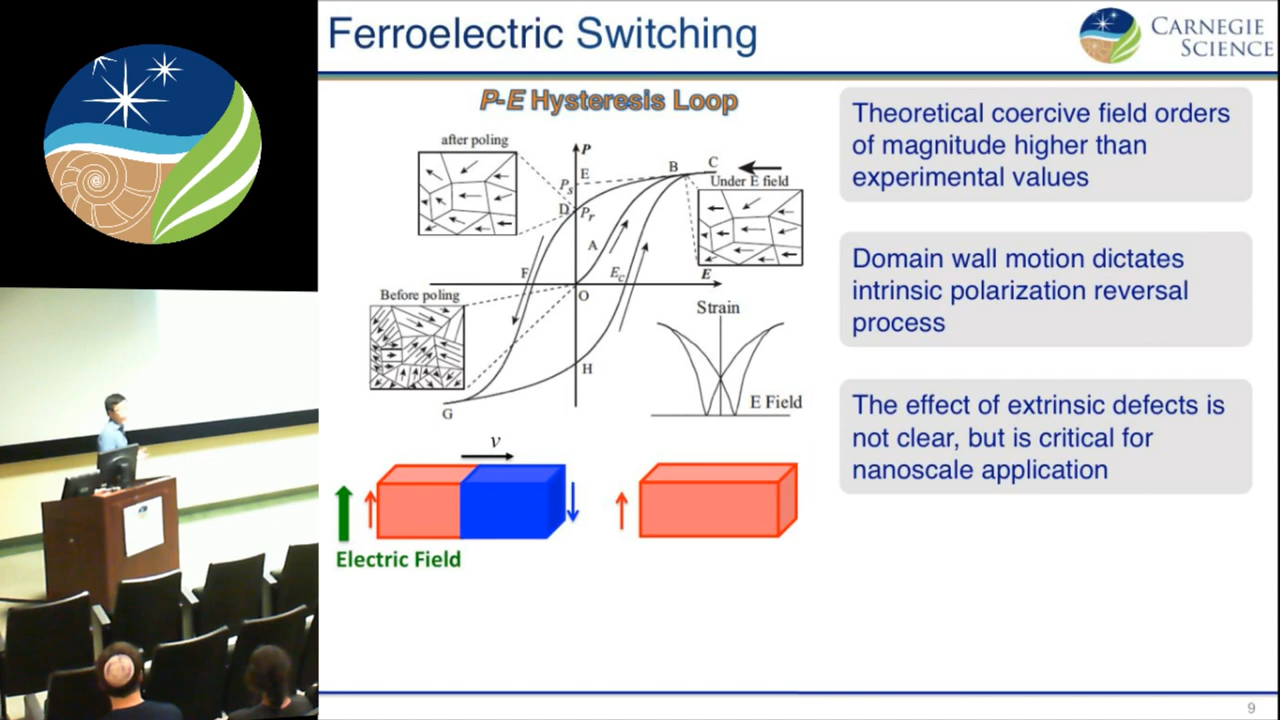 Ferroelectric Switching
CARNEGIE
SCIENCE
P-E Hysteresis Loop
after poling
P
E
B
C
Ps
Under E field
D
Pr
A
F
Ec
E
O
Before poling
Strain
H
E Field
G
v
Electric Field
Theoretical coercive field orders
of magnitude higher than
experimental values
Domain wall motion dictates
intrinsic polarization reversal
process
The effect of extrinsic defects is
not clear, but is critical for
nanoscale application
9